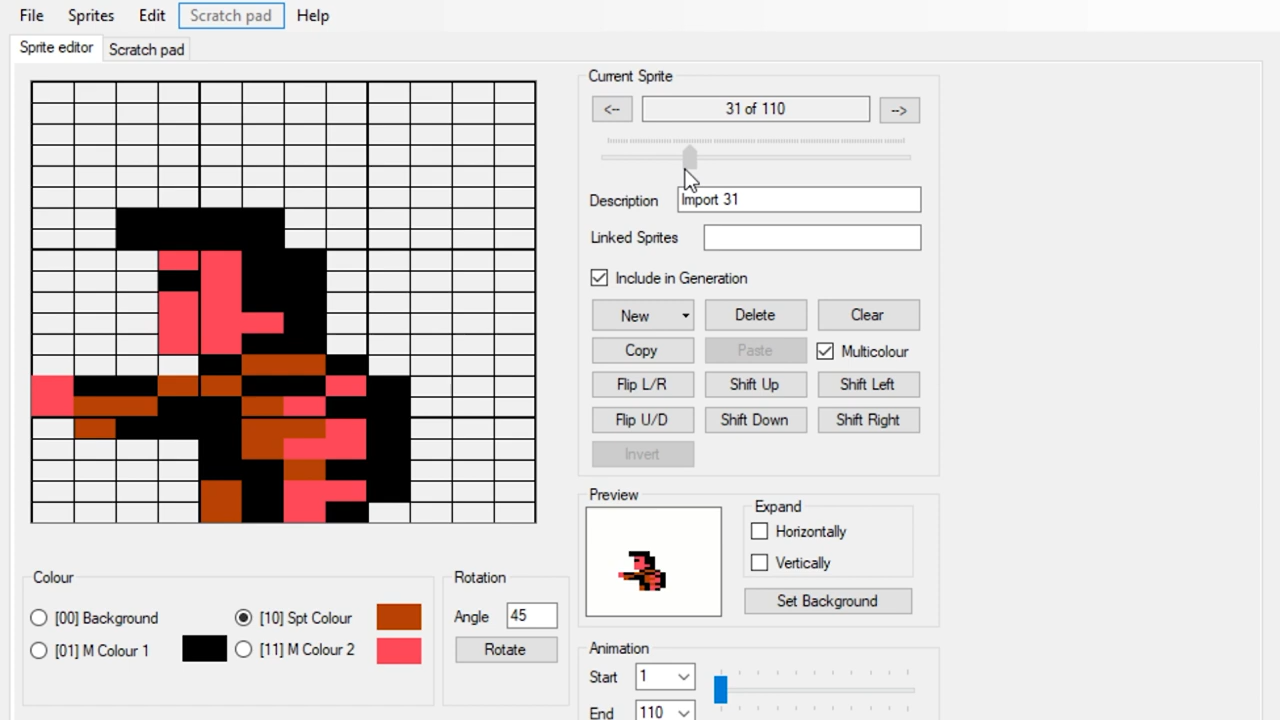 File Sprites Edit Scratch pad Help
Sprite editor Scratch pad
Current Sprite
<-- 31 of 110 -->
Description Import 31
Linked Sprites
Include in Generation
New Delete Clear
Copy Paste Multicolour
Flip L/R Shift Up Shift Left
Flip U/D Shift Down Shift Right
Invert
Preview
Expand
Horizontally
Vertically
Set Background
Colour
[00] Background [10] Spt Colour
[01] M Colour 1 [11] M Colour 2
Rotation
Angle 45
Rotate
Animation
Start 1
End 110